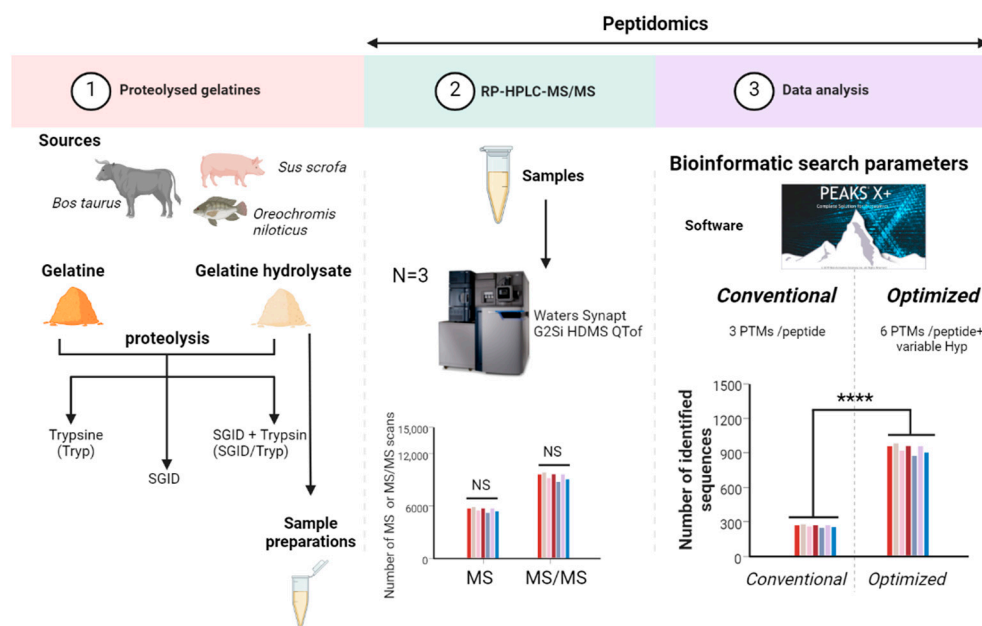 Peptidomics
1 Proteolysed gelatines
2 RP-HPLC-MS/MS
3 Data analysis
Sources
Bos taurus
Sus scrofa
Oreochromis
niloticus
Gelatine
Gelatine hydrolysate
proteolysis
Trypsine
(Tryp)
SGID
SGID + Trypsin
(SGID/Tryp)
Sample
preparations
Samples
N=3
Waters Synapt
G2Si HDMS QTof
Number of MS or MS/MS scans
15,000
12,000
6000
0
NS
NS
MS
MS/MS
Bioinformatic search parameters
Software
PEAKS X+
Conventional
Optimized
3 PTMs /peptide
6 PTMs /peptide+
variable Hyp
Number of identified
sequences
1500
1200
900
600
300
0
****
Conventional
Optimized